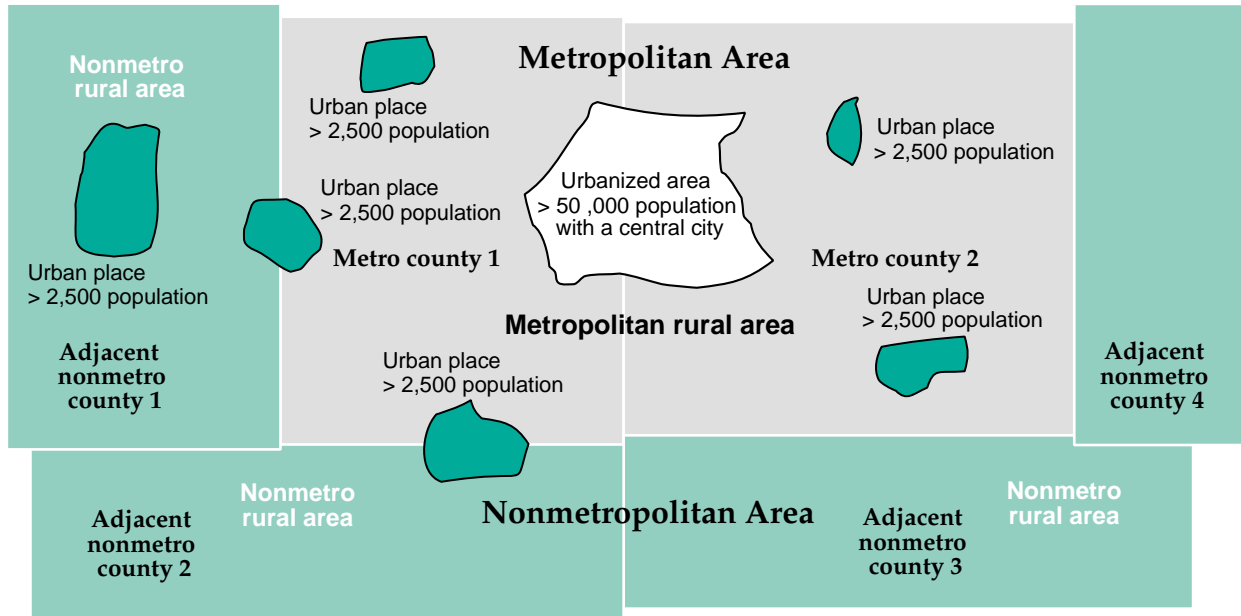 Metropolitan Area
Nonmetro
rural area
Urban place
> 2,500 population
Urban place
> 2,500 population
Urban place
> 2,500 population
Urbanized area
> 50 ,000 population
with a central city
Metro county 1
Metro county 2
Urban place
> 2,500 population
Urban place
> 2,500 population
Metropolitan rural area
Adjacent
nonmetro
county 1
Urban place
> 2,500 population
Adjacent
nonmetro
county 4
Nonmetro
rural area
Nonmetropolitan Area
Nonmetro
rural area
Adjacent
nonmetro
county 2
Adjacent
nonmetro
county 3